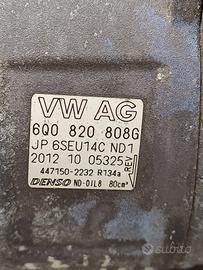 VW AG
6Q0 820 808G
JP 6SEU14C ND1
2012 10 05325
REV
447150-2232 R134a
DENSO ND-OIL8 80cm³
subito